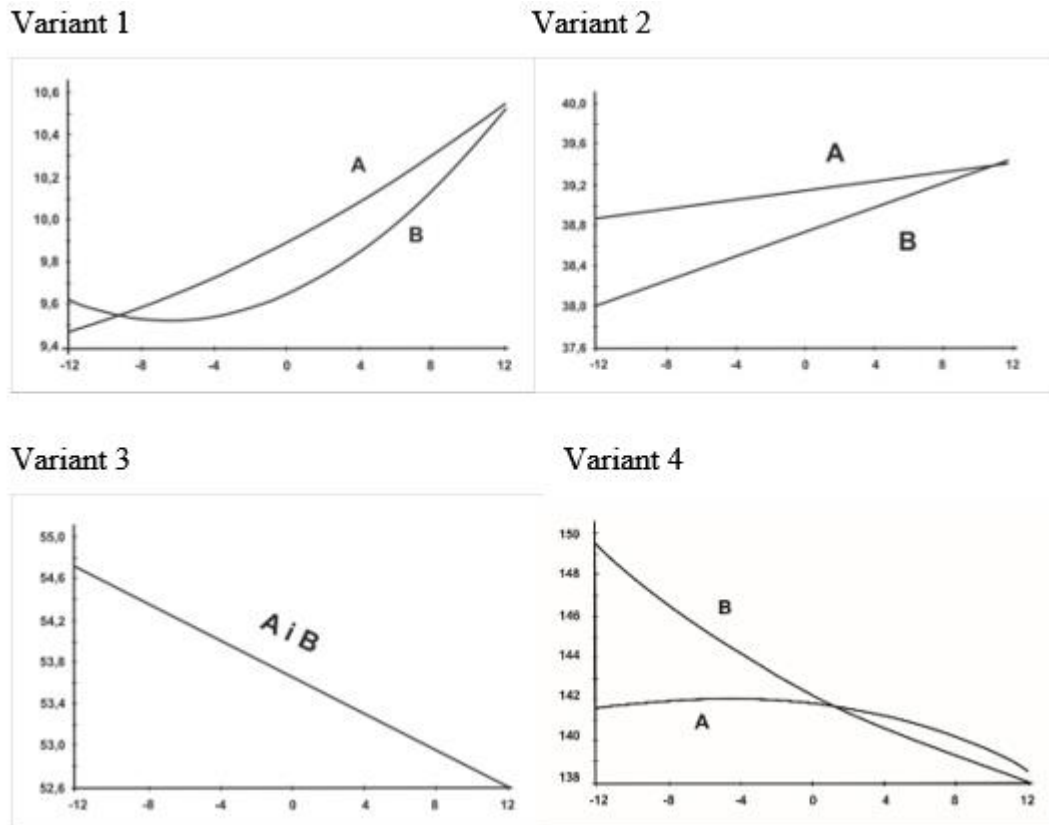 Variant 1
Variant 2
10,6
10,4
10,2
10,0
9,8
9,6
9,4
A
B
-12 -8 -4 0 4 8 12
40,0
39,6
39,2
38,8
38,4
38,0
37,6
A
B
-12 -8 -4 0 4 8 12
Variant 3
Variant 4
55,0
54,6
54,2
53,8
53,4
53,0
52,6
A i B
-12 -8 -4 0 4 8 12
150
148
146
144
142
140
138
B
A
-12 -8 -4 0 4 8 12